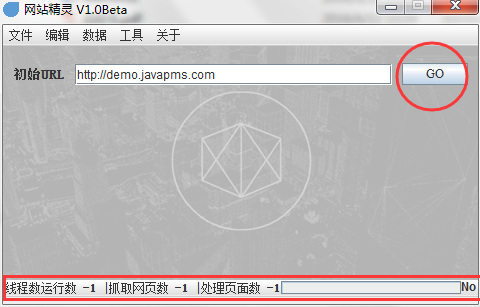 网站精灵 V1.0Beta
文件 编辑 数据 工具 关于
初始URL http://demo.javapms.com GO
线程数运行数 -1 |抓取网页数 -1 |处理页面数 -1 No